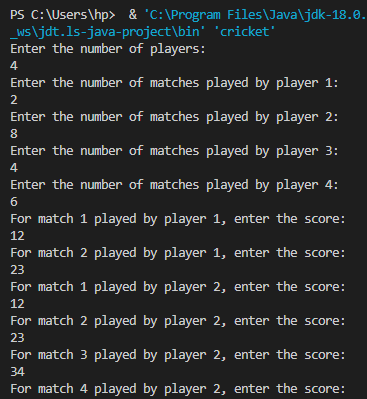 PS C:\Users\hp>  & 'C:\Program Files\Java\jdk-18.0.
_ws\jdt.ls-java-project\bin' 'cricket'
Enter the number of players:
4
Enter the number of matches played by player 1:
2
Enter the number of matches played by player 2:
8
Enter the number of matches played by player 3:
4
Enter the number of matches played by player 4:
6
For match 1 played by player 1, enter the score:
12
For match 2 played by player 1, enter the score:
23
For match 1 played by player 2, enter the score:
12
For match 2 played by player 2, enter the score:
23
For match 3 played by player 2, enter the score:
34
For match 4 played by player 2, enter the score: